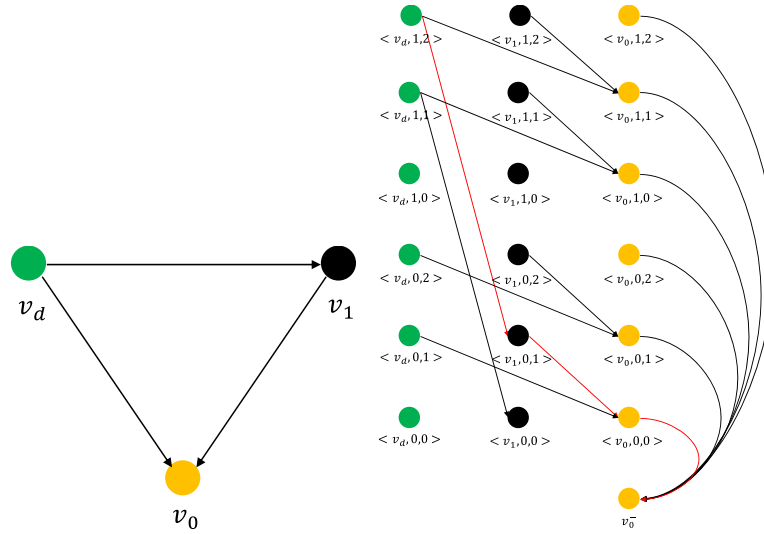 v_d
v_1
v_0
< v_d, 1,2 > < v_1, 1,2 > < v_0, 1,2 >
< v_d, 1,1 > < v_1, 1,1 > < v_0, 1,1 >
< v_d, 1,0 > < v_1, 1,0 > < v_0, 1,0 >
< v_d, 0,2 > < v_1, 0,2 > < v_0, 0,2 >
< v_d, 0,1 > < v_1, 0,1 > < v_0, 0,1 >
< v_d, 0,0 > < v_1, 0,0 > < v_0, 0,0 >
v_0^-